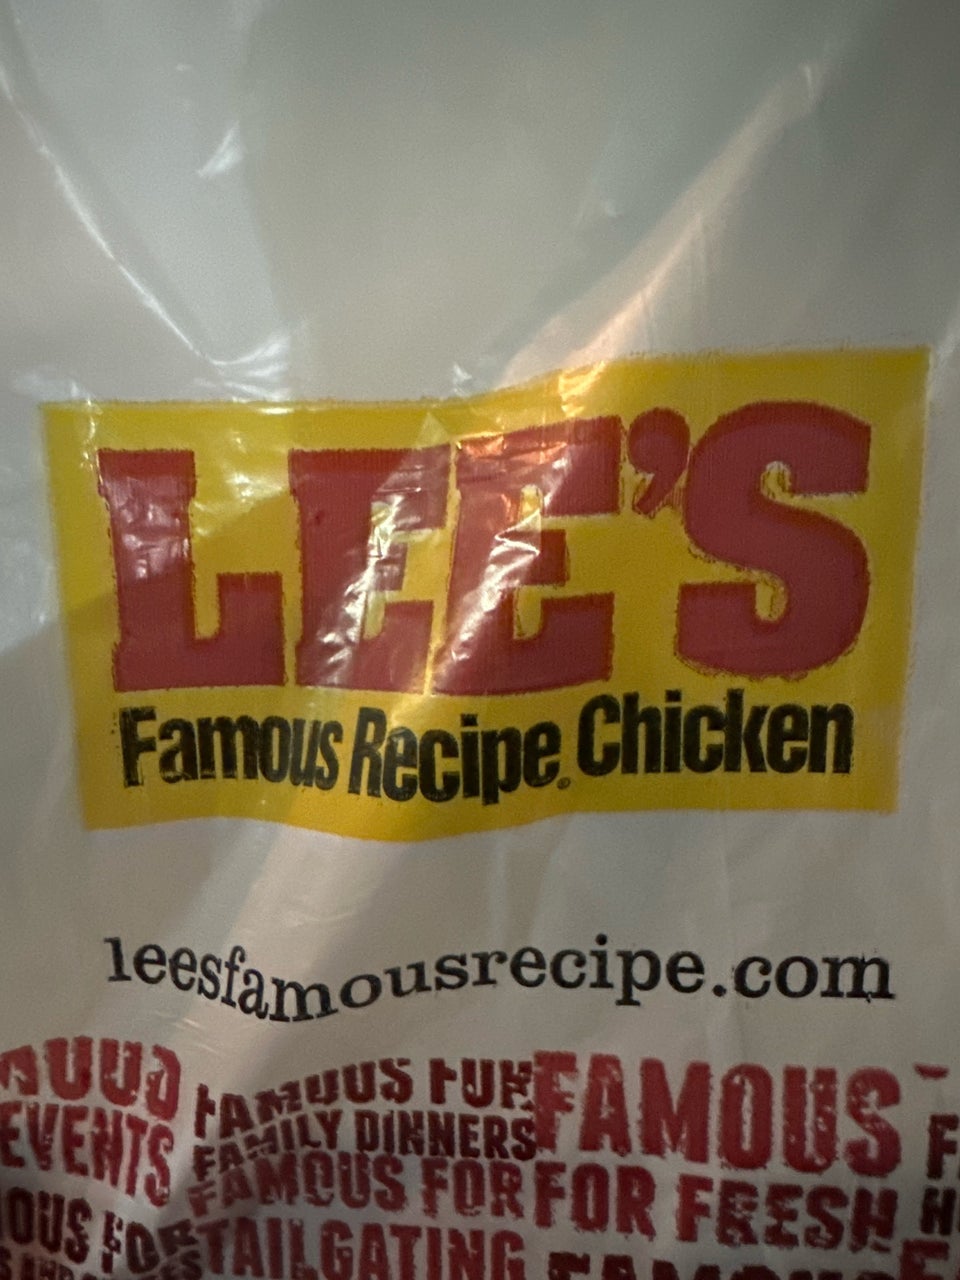 LEE'S
Famous Recipe® Chicken
leesfamousrecipe.com
EVENTS
FAMOUS FOR
FAMILY DINNERS
FAMOUS FOR
TAILGATING
FAMOUS
FOR FRESH